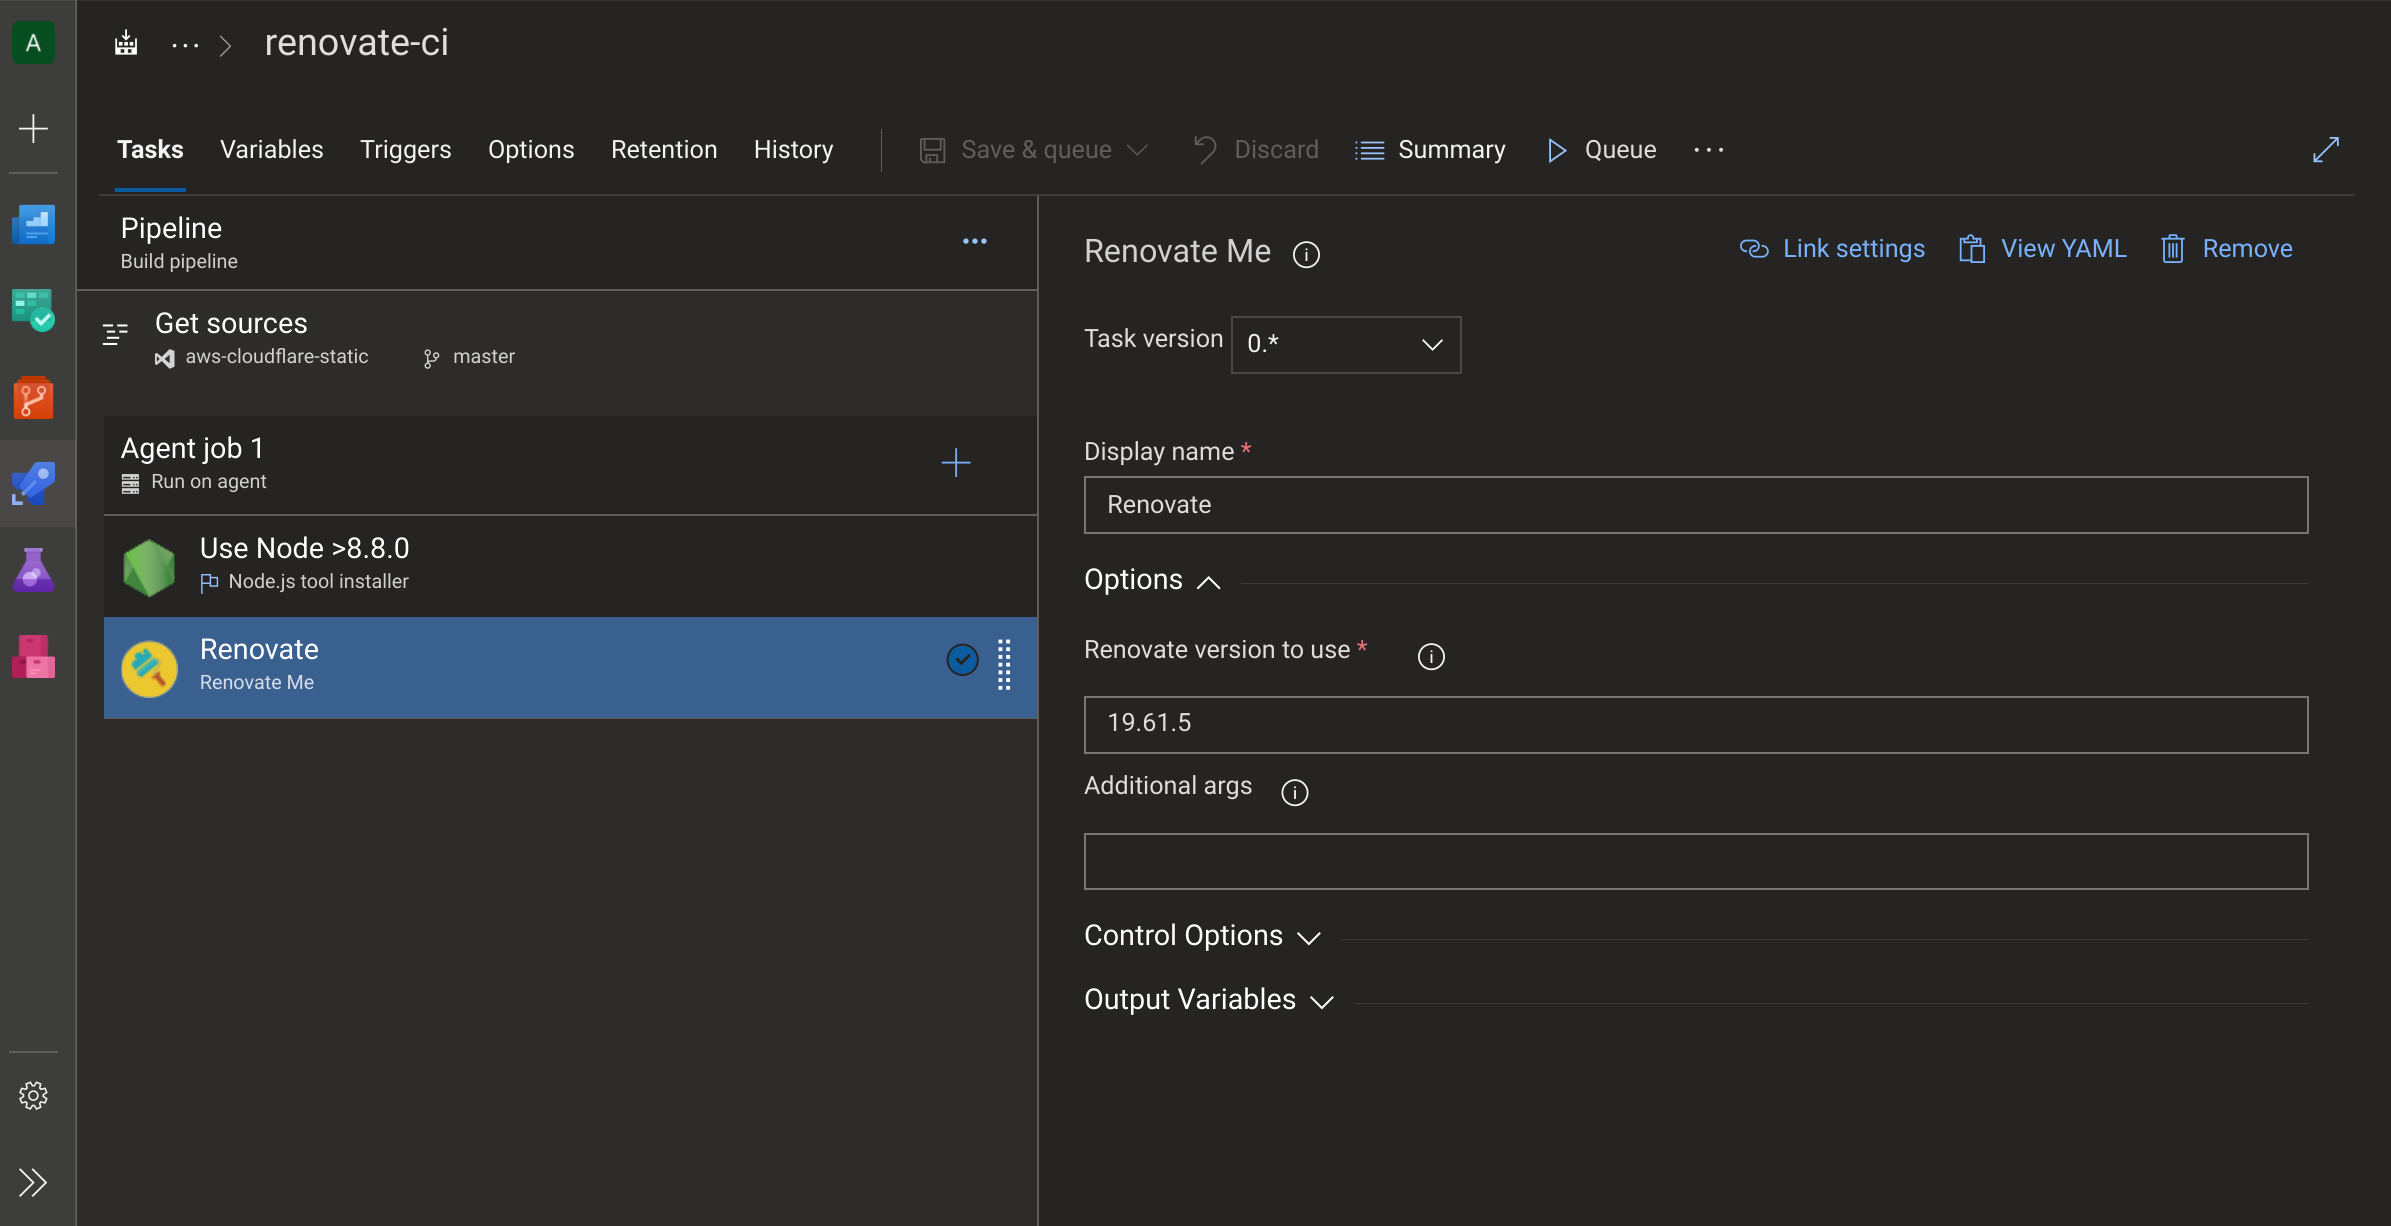 A
... > renovate-ci
Tasks Variables Triggers Options Retention History Save & queue Discard Summary Queue ...
Pipeline
Build pipeline
Get sources
aws-cloudflare-static master
Agent job 1
Run on agent
Use Node >8.8.0
Node.js tool installer
Renovate
Renovate Me
Renovate Me
Link settings View YAML Remove
Task version 0.*
Display name *
Renovate
Options
Renovate version to use *
19.61.5
Additional args
Control Options
Output Variables